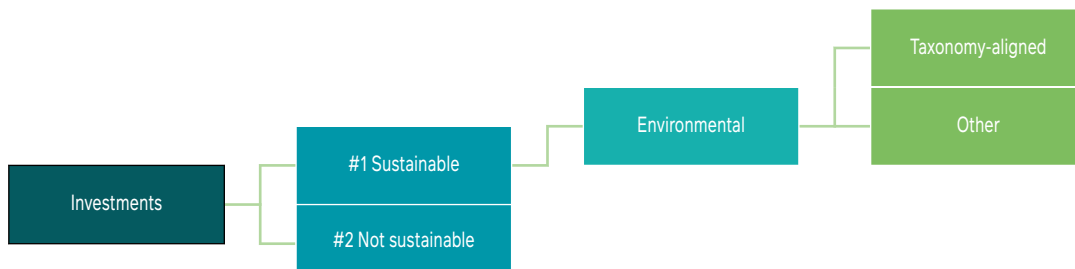 Taxonomy-aligned
Environmental
Other
#1 Sustainable
Investments
#2 Not sustainable